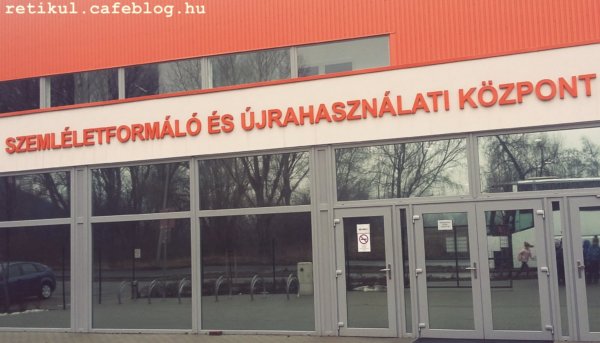 retikul.cafeblog.hu
SZEMLÉLETFORMÁLÓ ÉS ÚJRAHASZNÁLATI KÖZPONT